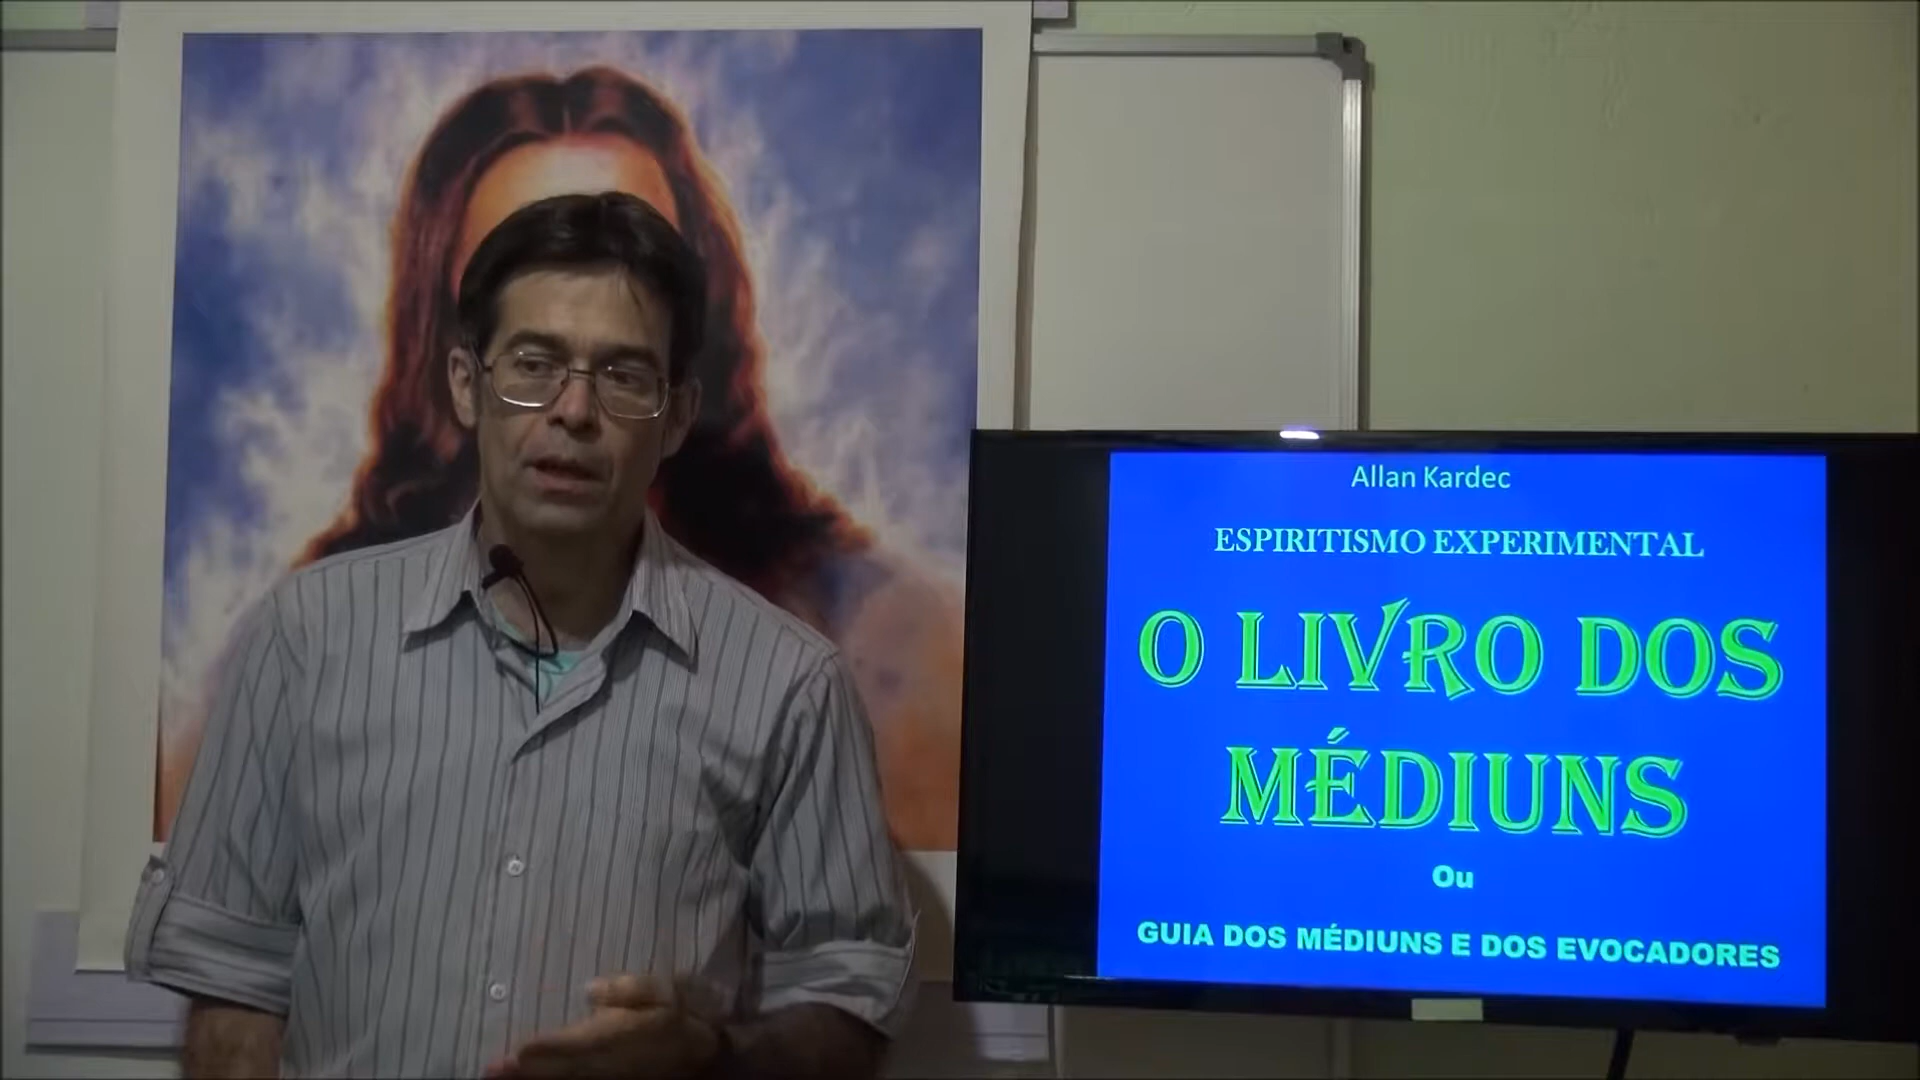 Allan Kardec
ESPIRITISMO EXPERIMENTAL
O LIVRO DOS
MÉDIUNS
Ou
GUIA DOS MÉDIUNS E DOS EVOCADORES